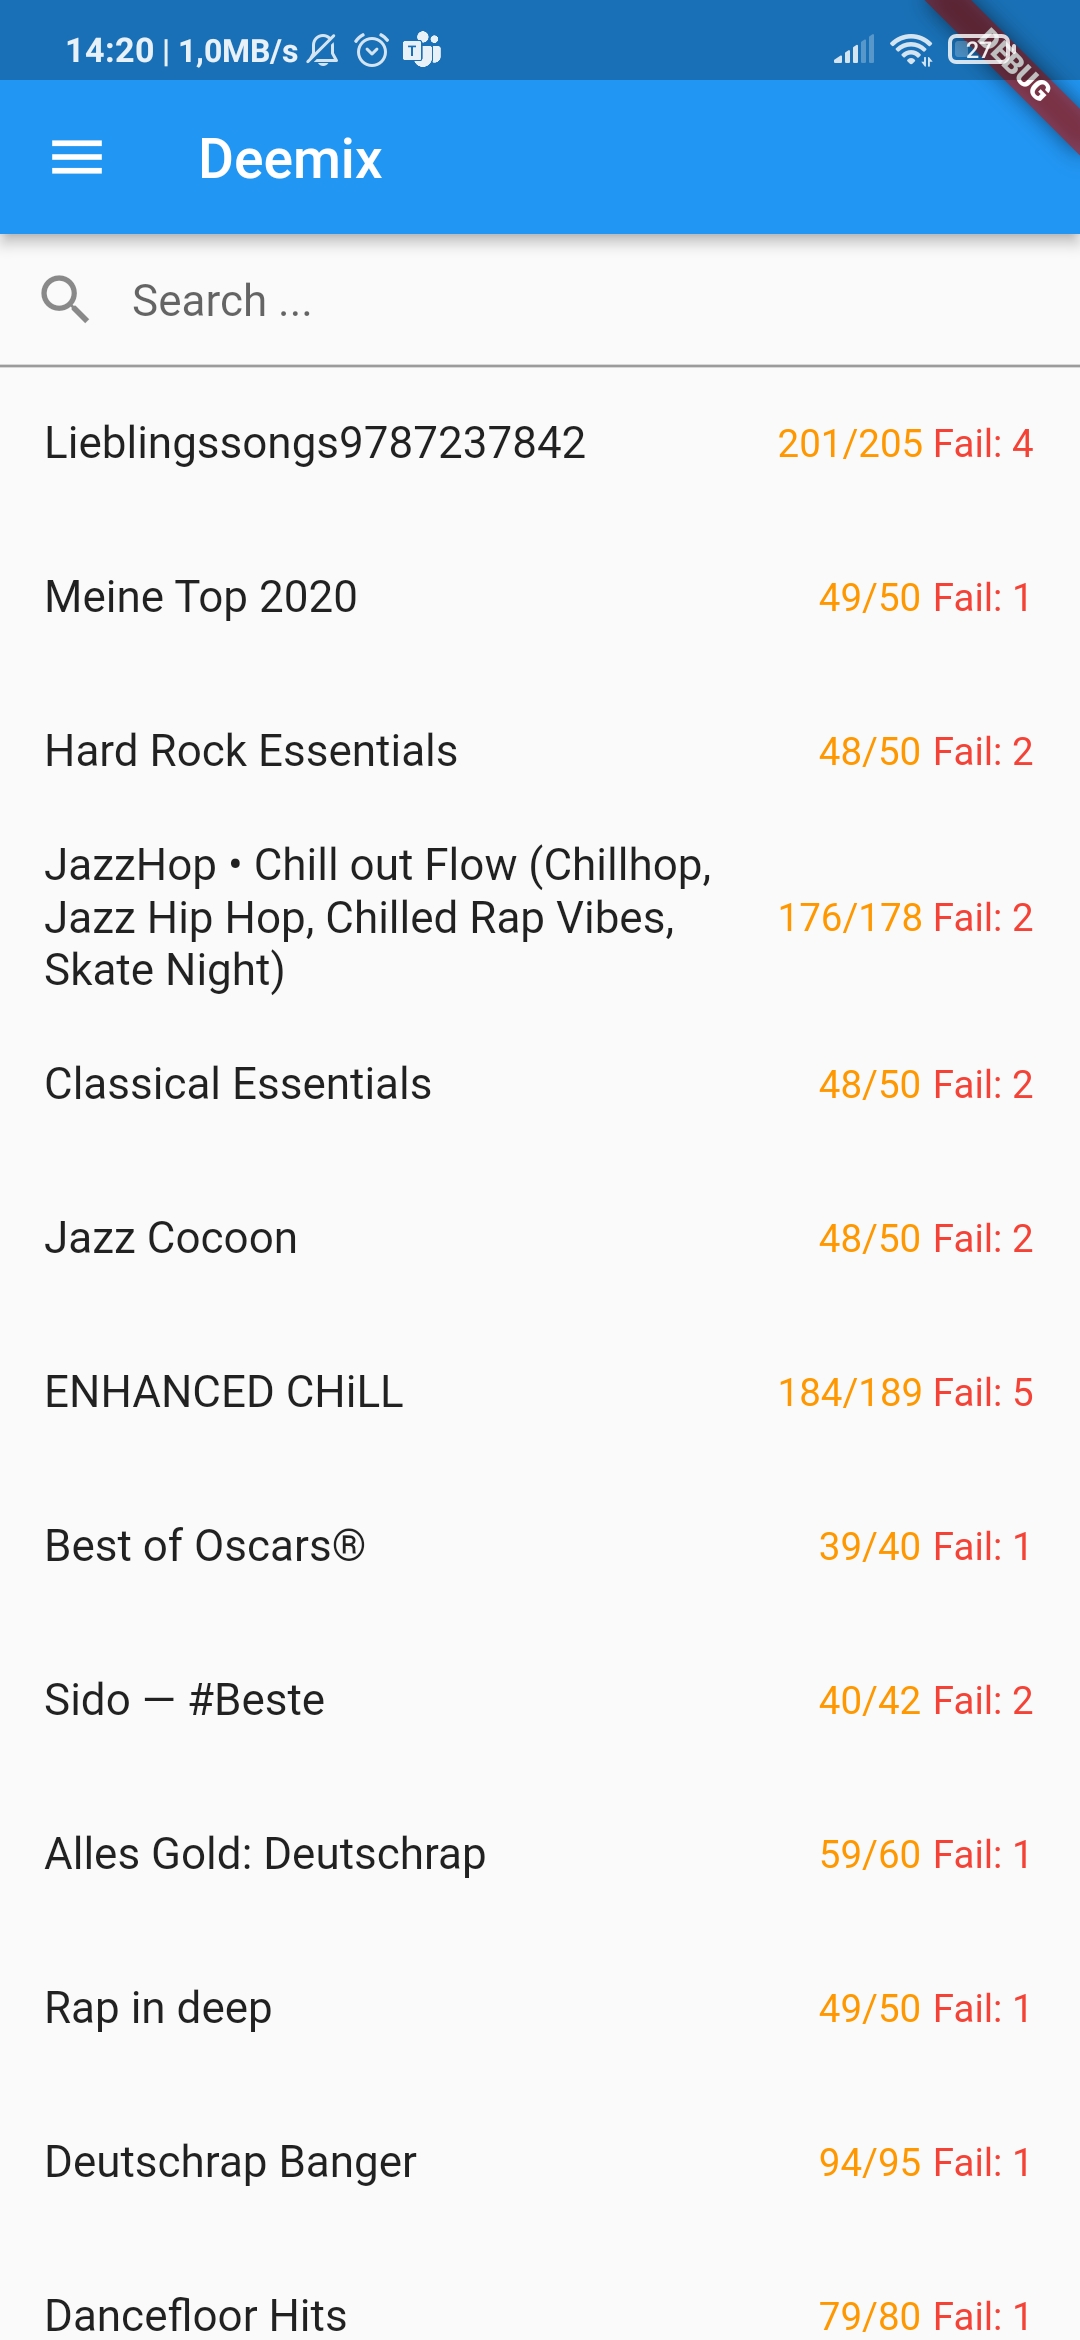 14:20 | 1,0MB/s
27
DEBUG
Deemix
Search ...
Lieblingssongs9787237842 201/205 Fail: 4
Meine Top 2020 49/50 Fail: 1
Hard Rock Essentials 48/50 Fail: 2
JazzHop • Chill out Flow (Chillhop,
Jazz Hip Hop, Chilled Rap Vibes, 176/178 Fail: 2
Skate Night)
Classical Essentials 48/50 Fail: 2
Jazz Cocoon 48/50 Fail: 2
ENHANCED CHiLL 184/189 Fail: 5
Best of Oscars® 39/40 Fail: 1
Sido — #Beste 40/42 Fail: 2
Alles Gold: Deutschrap 59/60 Fail: 1
Rap in deep 49/50 Fail: 1
Deutschrap Banger 94/95 Fail: 1
Dancefloor Hits 79/80 Fail: 1